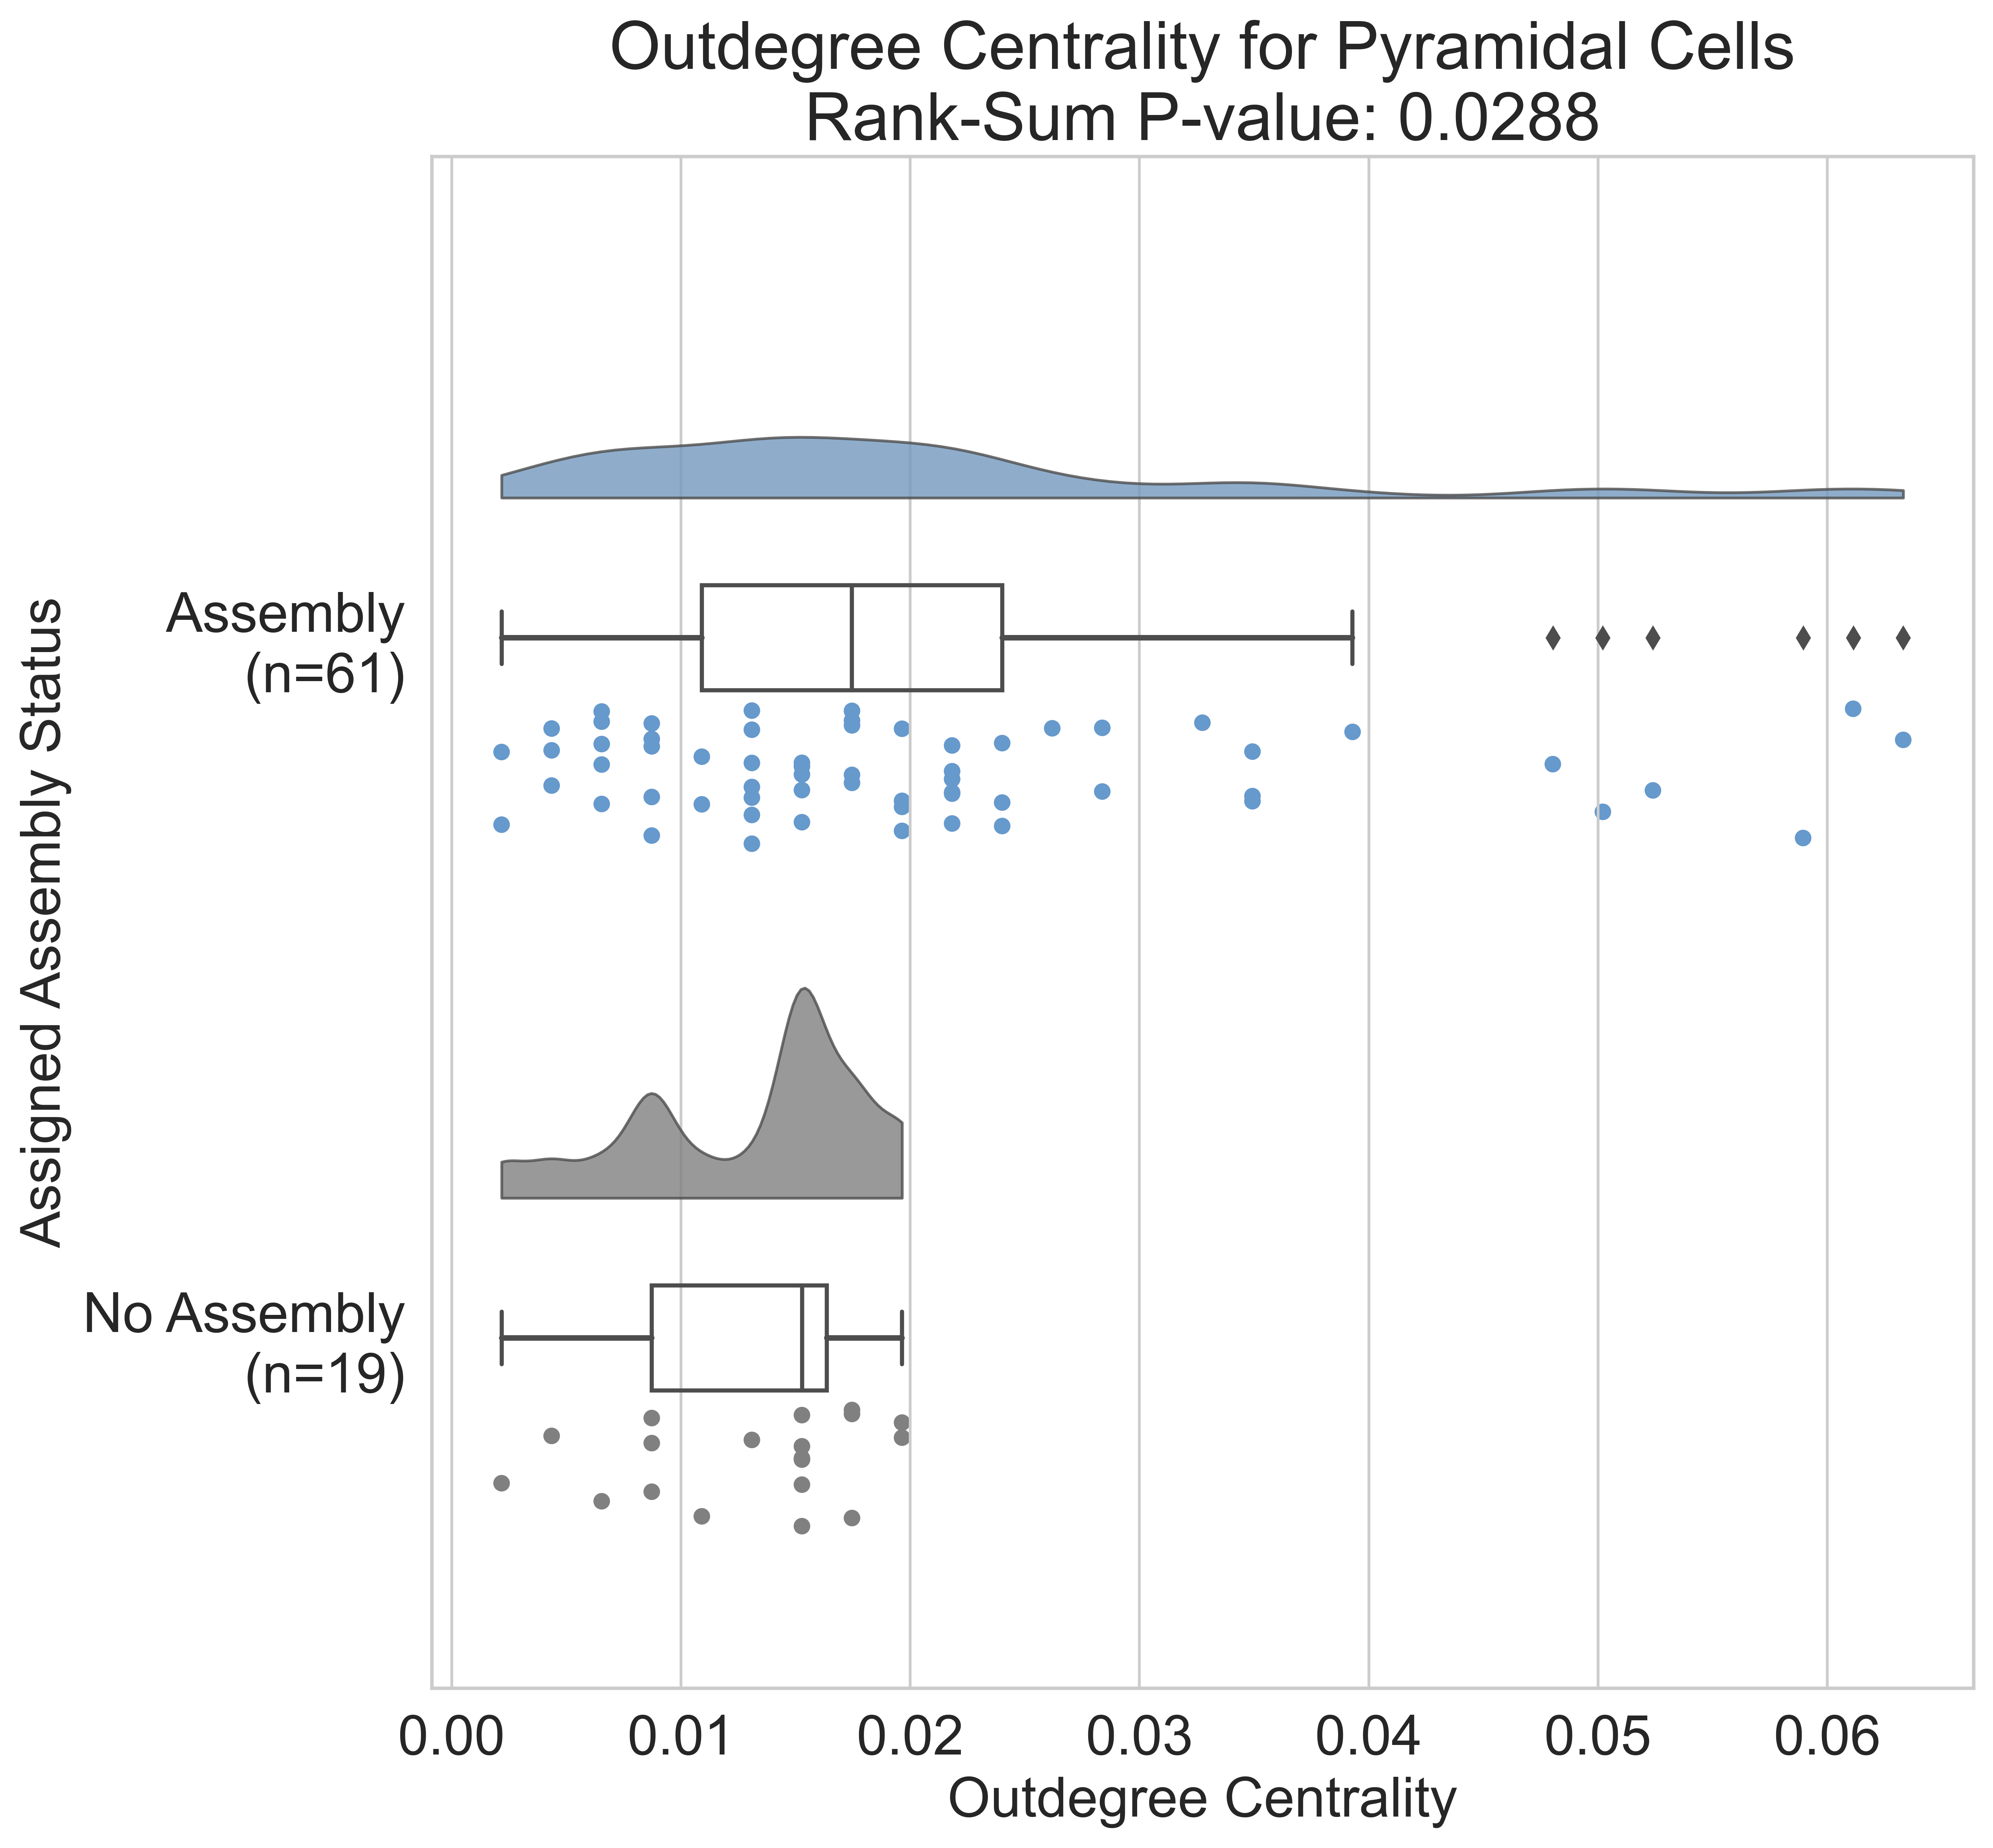 Outdegree Centrality for Pyramidal Cells
Rank-Sum P-value: 0.0288
Assigned Assembly Status
Assembly
(n=61)
No Assembly
(n=19)
0.00 0.01 0.02 0.03 0.04 0.05 0.06
Outdegree Centrality